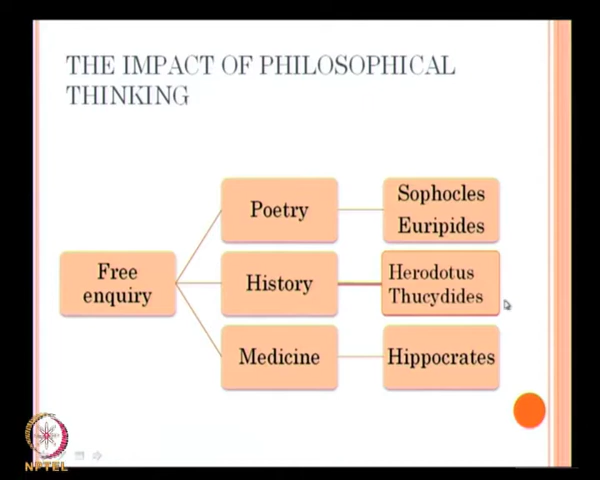 THE IMPACT OF PHILOSOPHICAL
THINKING
Free
enquiry
Poetry
Sophocles
Euripides
History
Herodotus
Thucydides
Medicine
Hippocrates
NPTEL